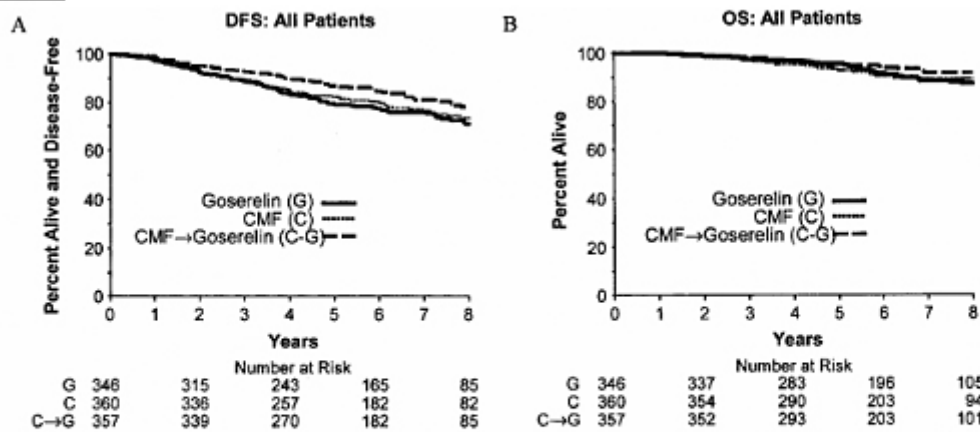 A
DFS: All Patients
Percent Alive and Disease-Free
100
80
60
40
20
0
Goserelin (G)
CMF (C)
CMF→Goserelin (C-G)
0 1 2 3 4 5 6 7 8
Years
Number at Risk
G 346 315 243 165 85
C 360 336 257 182 82
C→G 357 339 270 182 85
B
OS: All Patients
Percent Alive
100
80
60
40
20
0
Goserelin (G)
CMF (C)
CMF→Goserelin (C-G)
0 1 2 3 4 5 6 7 8
Years
Number at Risk
G 346 337 283 196 105
C 360 354 290 203 94
C→G 357 352 293 203 101